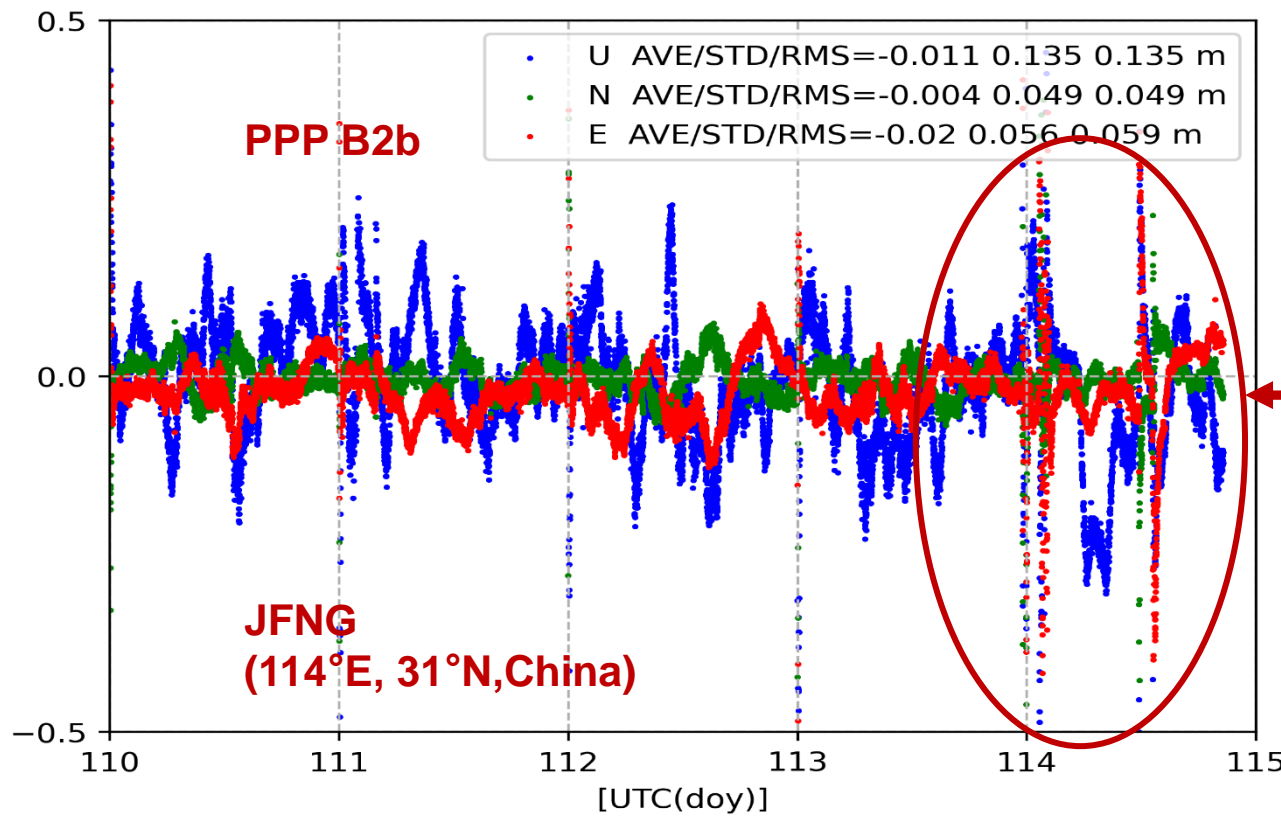 0.5
U AVE/STD/RMS=-0.011 0.135 0.135 m
N AVE/STD/RMS=-0.004 0.049 0.049 m
E AVE/STD/RMS=-0.02 0.056 0.059 m
PPP B2b
0.0
JFNG
(114°E, 31°N,China)
−0.5
110 111 112 113 114 115
[UTC(doy)]